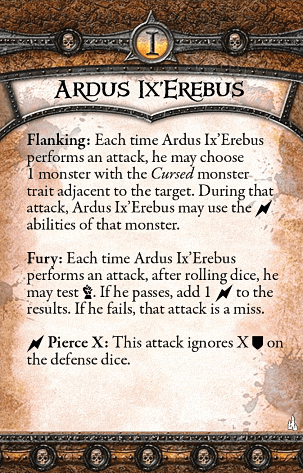 I
Ardus Ix'Erebus
Flanking: Each time Ardus Ix'Erebus
performs an attack, he may choose
1 monster with the Cursed monster
trait adjacent to the target. During that
attack, Ardus Ix'Erebus may use the
abilities of that monster.
Fury: Each time Ardus Ix'Erebus
performs an attack, after rolling dice, he
may test . If he passes, add 1 to the
results. If he fails, that attack is a miss.
Pierce X: This attack ignores X on
the defense dice.